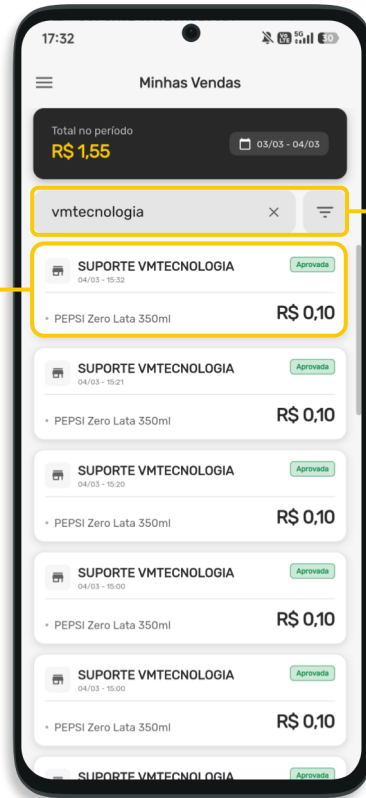 17:32
5G
VoLTE
30
Minhas Vendas
Total no período
R$ 1,55
03/03 - 04/03
vmtecnologia
SUPORTE VMTECNOLOGIA
Aprovada
04/03 - 15:32
• PEPSI Zero Lata 350ml
R$ 0,10
SUPORTE VMTECNOLOGIA
Aprovada
04/03 - 15:21
• PEPSI Zero Lata 350ml
R$ 0,10
SUPORTE VMTECNOLOGIA
Aprovada
04/03 - 15:20
• PEPSI Zero Lata 350ml
R$ 0,10
SUPORTE VMTECNOLOGIA
Aprovada
04/03 - 15:00
• PEPSI Zero Lata 350ml
R$ 0,10
SUPORTE VMTECNOLOGIA
Aprovada
04/03 - 15:00
• PEPSI Zero Lata 350ml
R$ 0,10
SUPORTE VMTECNOLOGIA
Aprovada